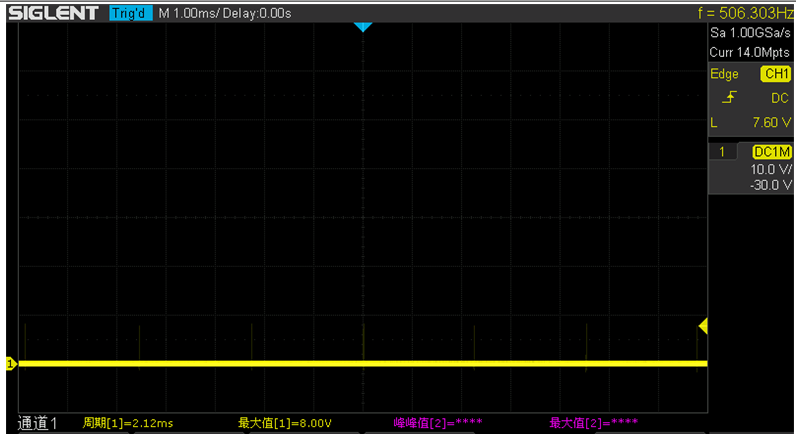 SIGLENT Trig'd M 1.00ms/ Delay:0.00s f = 506.303Hz
Sa 1.00GSa/s
Curr 14.0Mpts
Edge CH1
DC
L 7.60 V
1 DC1M
10.0 V/
-30.0 V
1
通道1 周期[1]=2.12ms 最大值[1]=8.00V 峰峰值[2]=**** 最大值[2]=****